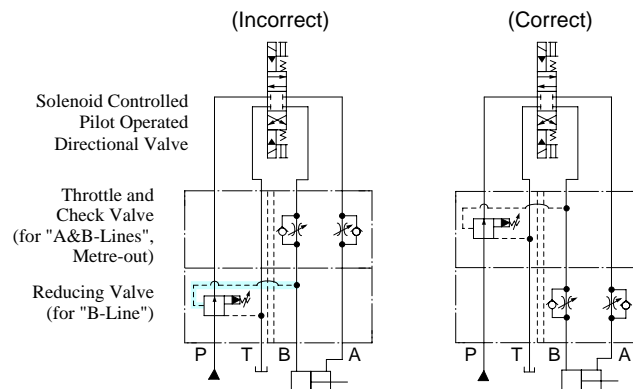 (Incorrect)
(Correct)
Solenoid Controlled
Pilot Operated
Directional Valve
Throttle and
Check Valve
(for "A&B-Lines",
Metre-out)
Reducing Valve
(for "B-Line")
P T B A
P T B A